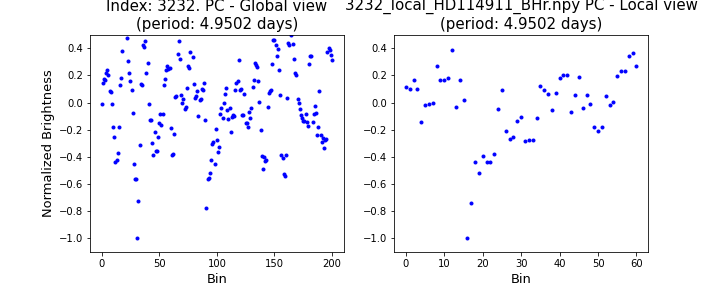 Index: 3232. PC - Global view
(period: 4.9502 days)
3232_local_HD114911_BHr.npy PC - Local view
(period: 4.9502 days)
Normalized Brightness
0.4
0.2
0.0
−0.2
−0.4
−0.6
−0.8
−1.0
0 50 100 150 200
Bin
0.4
0.2
0.0
−0.2
−0.4
−0.6
−0.8
−1.0
0 10 20 30 40 50 60
Bin